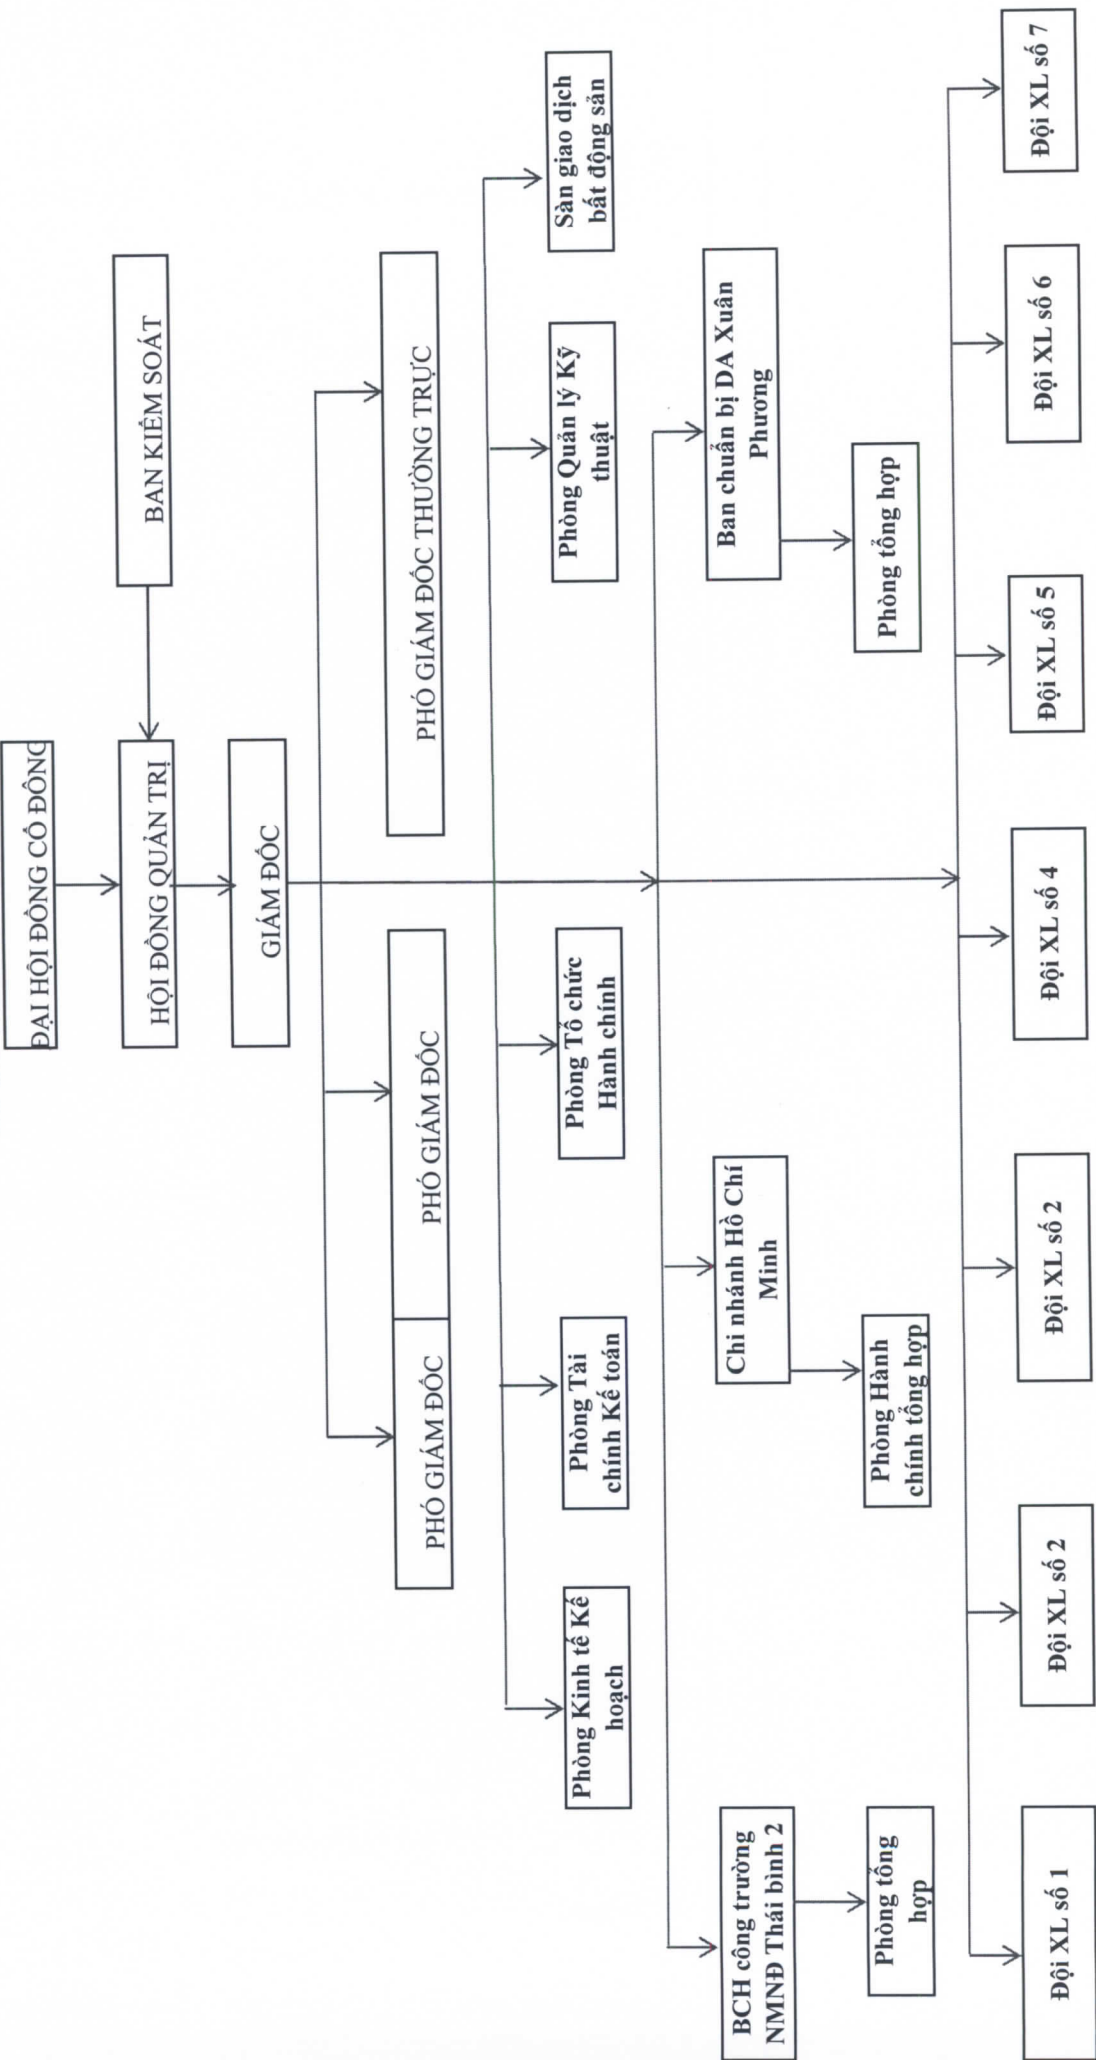 ĐẠI HỘI ĐỒNG CỔ ĐÔNG
HỘI ĐỒNG QUẢN TRỊ
BAN KIỂM SOÁT
GIÁM ĐỐC
PHÓ GIÁM ĐỐC
PHÓ GIÁM ĐỐC
PHÓ GIÁM ĐỐC THƯỜNG TRỰC
Phòng Kinh tế Kế
hoạch
Phòng Tài
chính Kế toán
Phòng Tổ chức
Hành chính
Phòng Quản lý Kỹ
thuật
Sàn giao dịch
bất động sản
BCH công trường
NMNĐ Thái bình 2
Chi nhánh Hồ Chí
Minh
Ban chuẩn bị DA Xuân
Phương
Phòng tổng
hợp
Phòng Hành
chính tổng hợp
Phòng tổng hợp
Đội XL số 1
Đội XL số 2
Đội XL số 2
Đội XL số 4
Đội XL số 5
Đội XL số 6
Đội XL số 7